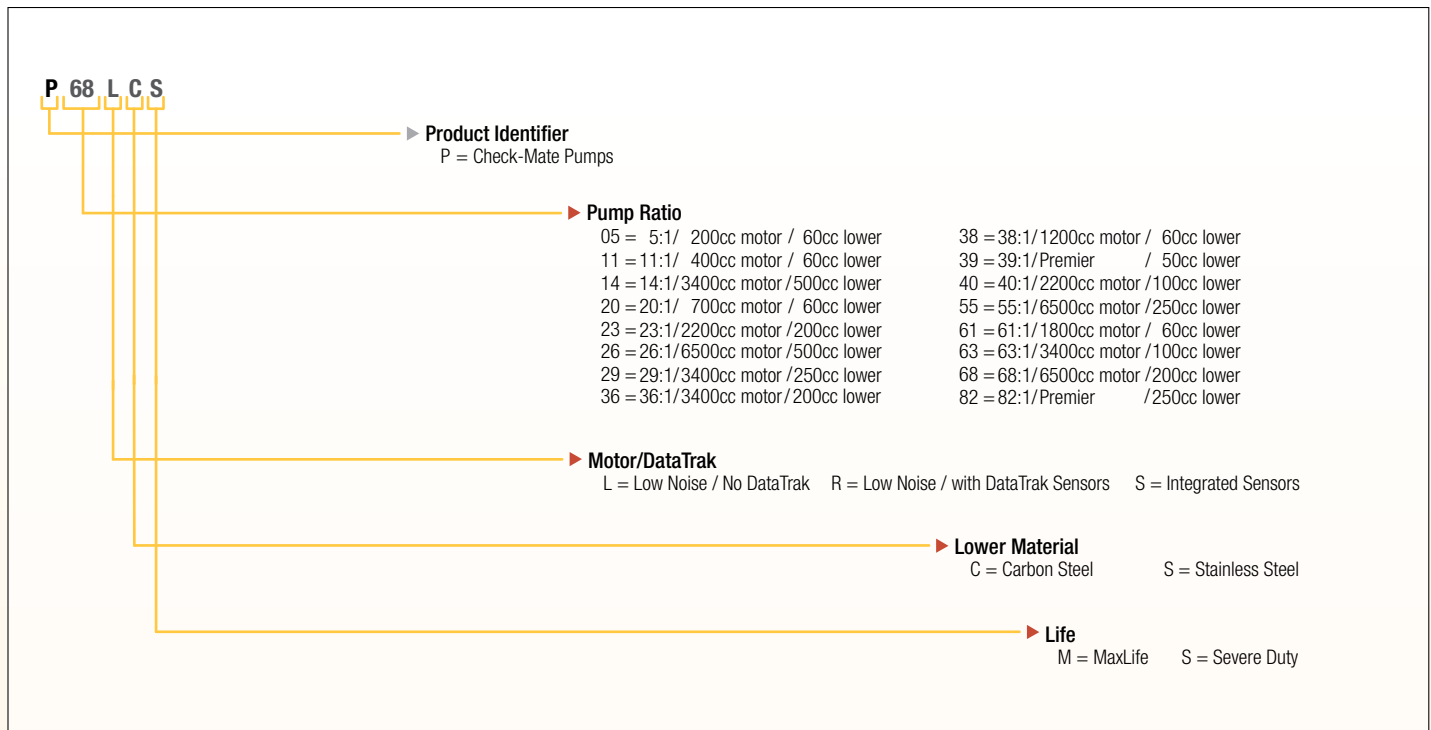 P 68 L C S
Product Identifier
P = Check-Mate Pumps
Pump Ratio
05 = 5:1/ 200cc motor / 60cc lower
11 = 11:1/ 400cc motor / 60cc lower
14 = 14:1/3400cc motor /500cc lower
20 = 20:1/ 700cc motor / 60cc lower
23 = 23:1/2200cc motor /200cc lower
26 = 26:1/6500cc motor /500cc lower
29 = 29:1/3400cc motor /250cc lower
36 = 36:1/3400cc motor/200cc lower
38 = 38:1/1200cc motor / 60cc lower
39 = 39:1/Premier / 50cc lower
40 = 40:1/2200cc motor /100cc lower
55 = 55:1/6500cc motor /250cc lower
61 = 61:1/1800cc motor / 60cc lower
63 = 63:1/3400cc motor /100cc lower
68 = 68:1/6500cc motor /200cc lower
82 = 82:1/Premier /250cc lower
Motor/DataTrak
L = Low Noise / No DataTrak R = Low Noise / with DataTrak Sensors S = Integrated Sensors
Lower Material
C = Carbon Steel S = Stainless Steel
Life
M = MaxLife S = Severe Duty